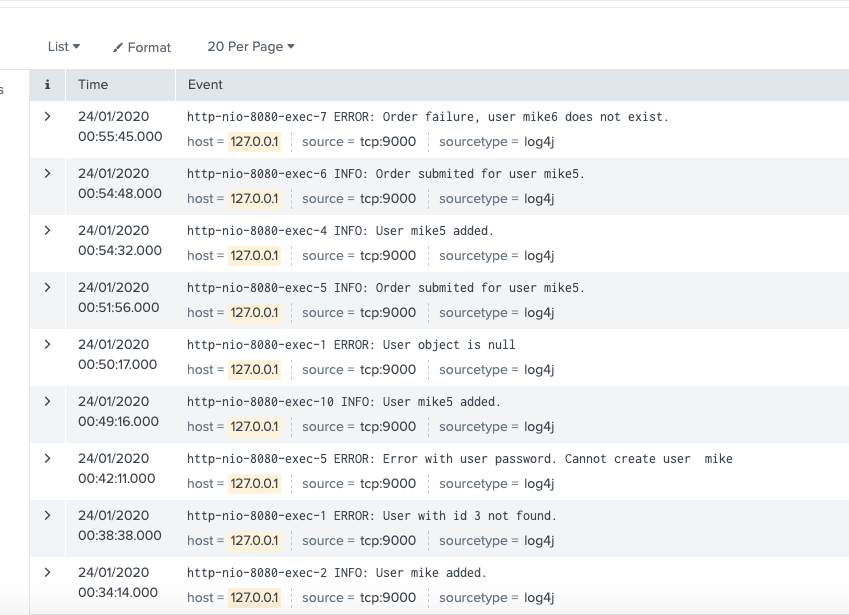 List Format 20 Per Page
s i Time Event
24/01/2020 http-nio-8080-exec-7 ERROR: Order failure, user mike6 does not exist.
00:55:45.000 host = 127.0.0.1 source = tcp:9000 sourcetype = log4j
24/01/2020 http-nio-8080-exec-6 INFO: Order submited for user mike5.
00:54:48.000 host = 127.0.0.1 source = tcp:9000 sourcetype = log4j
24/01/2020 http-nio-8080-exec-4 INFO: User mike5 added.
00:54:32.000 host = 127.0.0.1 source = tcp:9000 sourcetype = log4j
24/01/2020 http-nio-8080-exec-5 INFO: Order submited for user mike5.
00:51:56.000 host = 127.0.0.1 source = tcp:9000 sourcetype = log4j
24/01/2020 http-nio-8080-exec-1 ERROR: User object is null
00:50:17.000 host = 127.0.0.1 source = tcp:9000 sourcetype = log4j
24/01/2020 http-nio-8080-exec-10 INFO: User mike5 added.
00:49:16.000 host = 127.0.0.1 source = tcp:9000 sourcetype = log4j
24/01/2020 http-nio-8080-exec-5 ERROR: Error with user password. Cannot create user  mike
00:42:11.000 host = 127.0.0.1 source = tcp:9000 sourcetype = log4j
24/01/2020 http-nio-8080-exec-1 ERROR: User with id 3 not found.
00:38:38.000 host = 127.0.0.1 source = tcp:9000 sourcetype = log4j
24/01/2020 http-nio-8080-exec-2 INFO: User mike added.
00:34:14.000 host = 127.0.0.1 source = tcp:9000 sourcetype = log4j